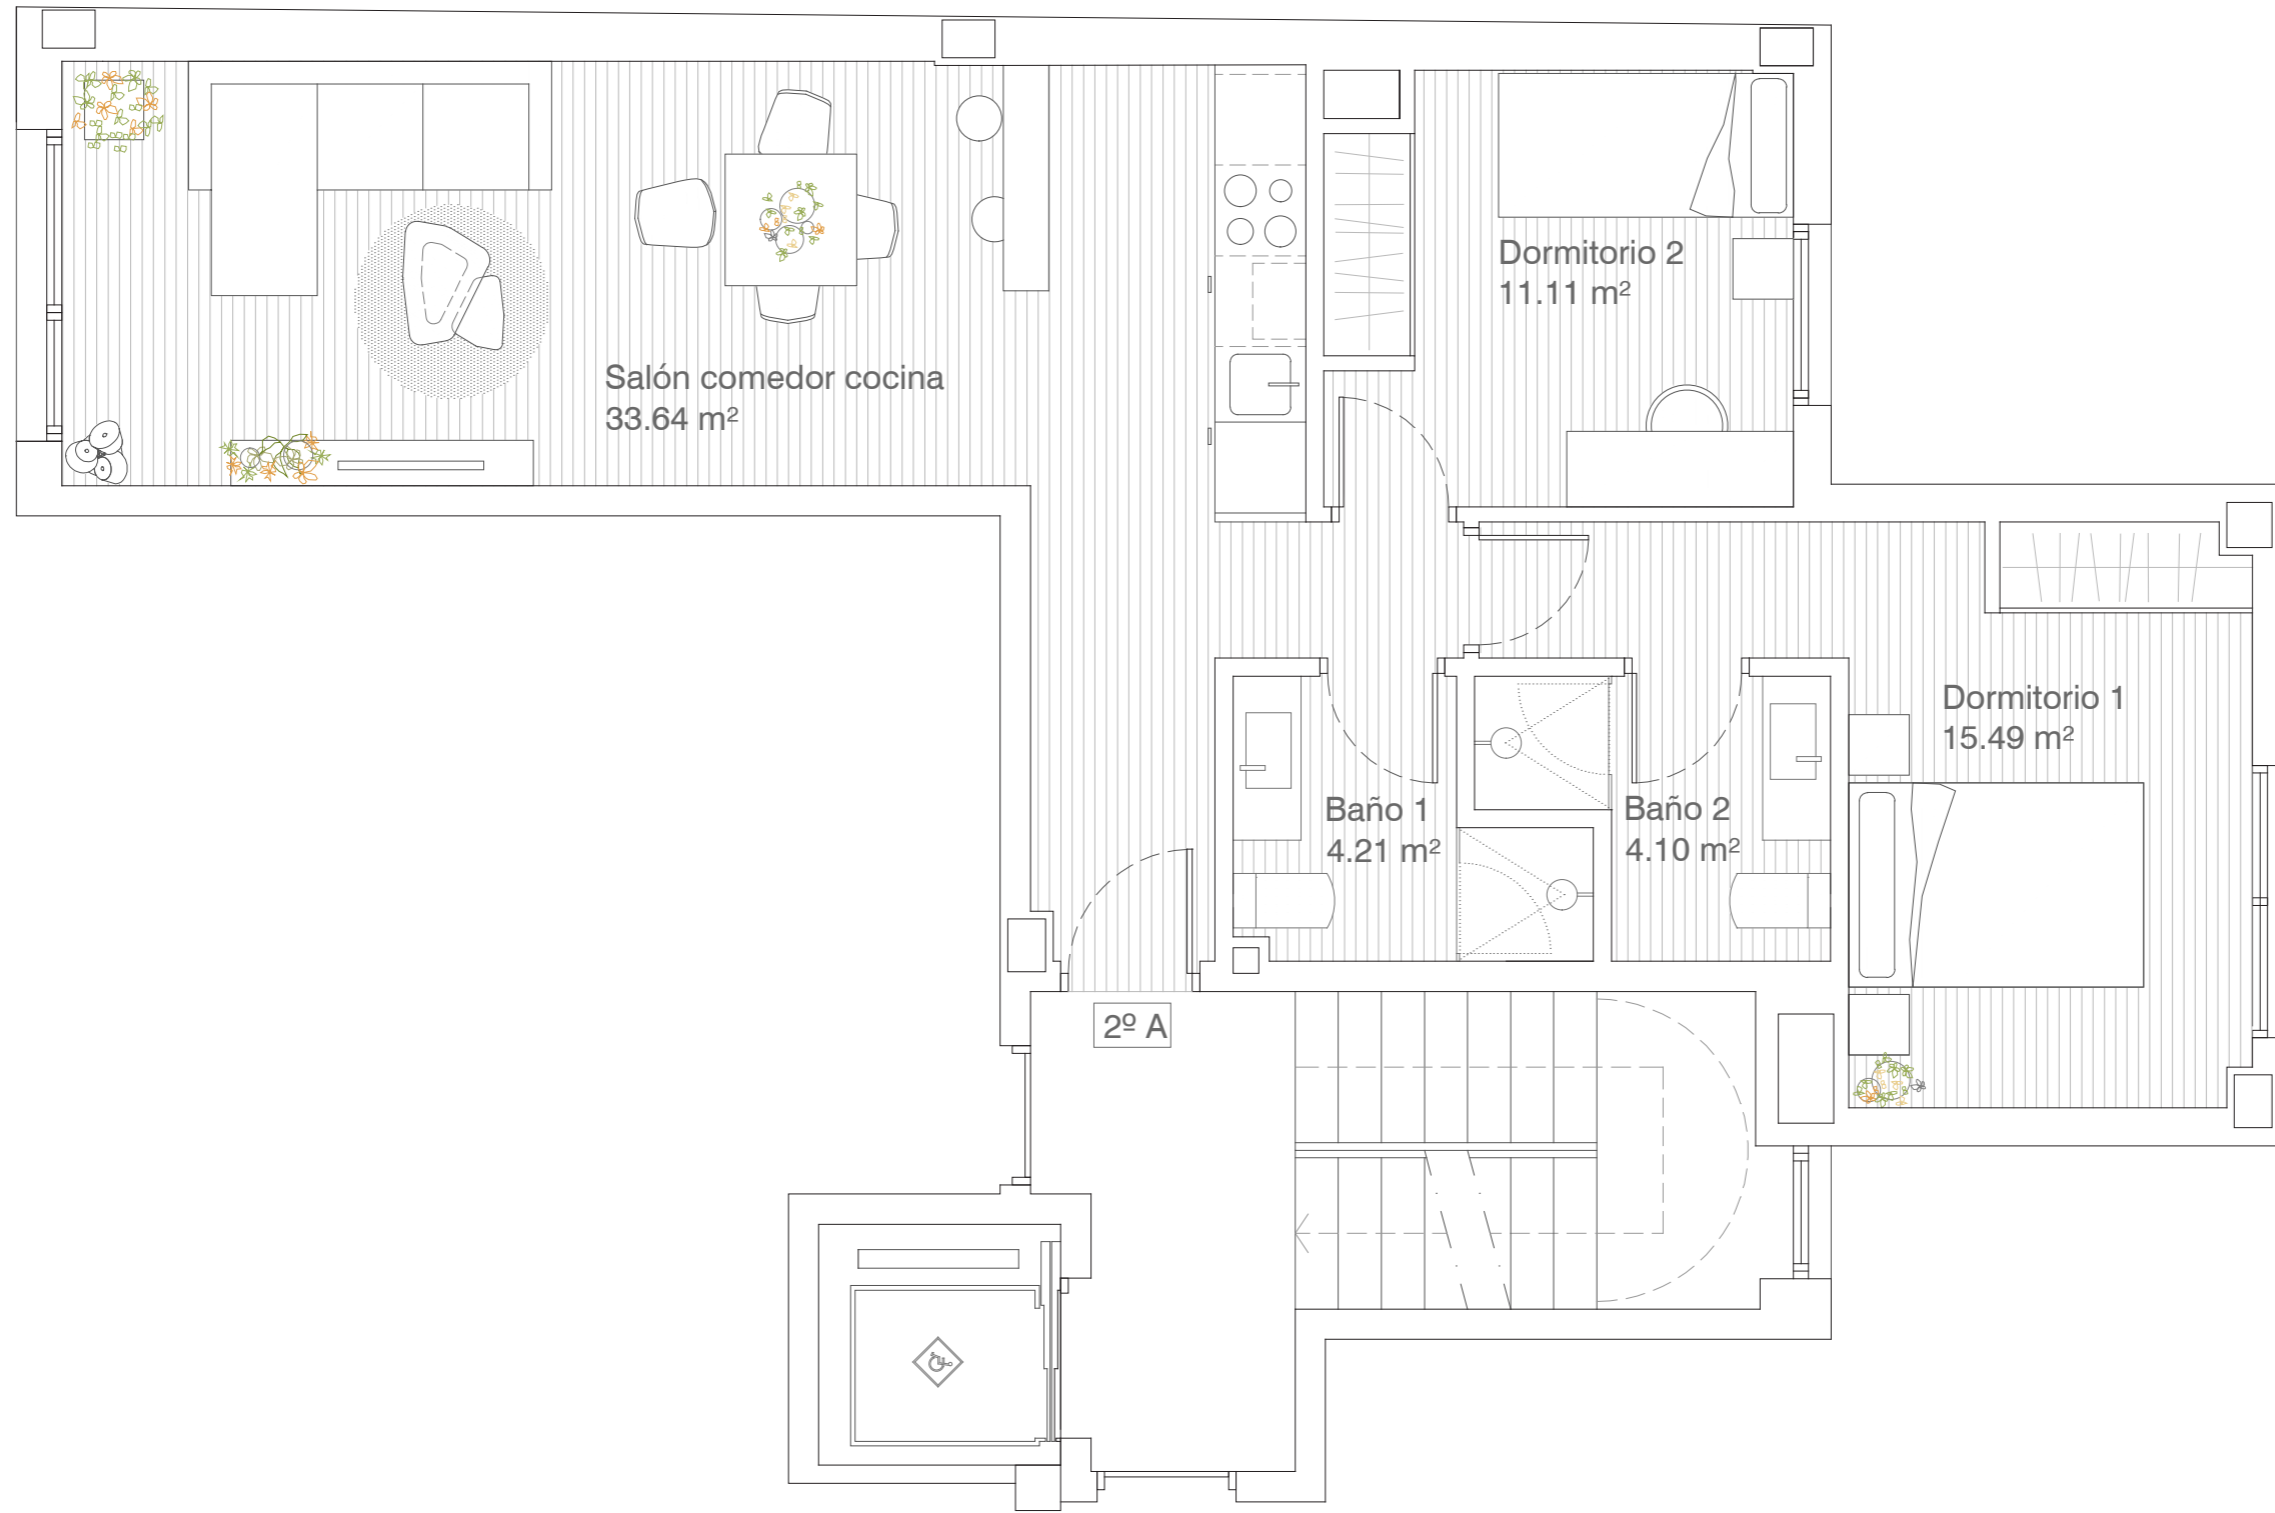 Dormitorio 2
11.11 m²
Salón comedor cocina
33.64 m²
Dormitorio 1
15.49 m²
Baño 1
4.21 m²
Baño 2
4.10 m²
2º A